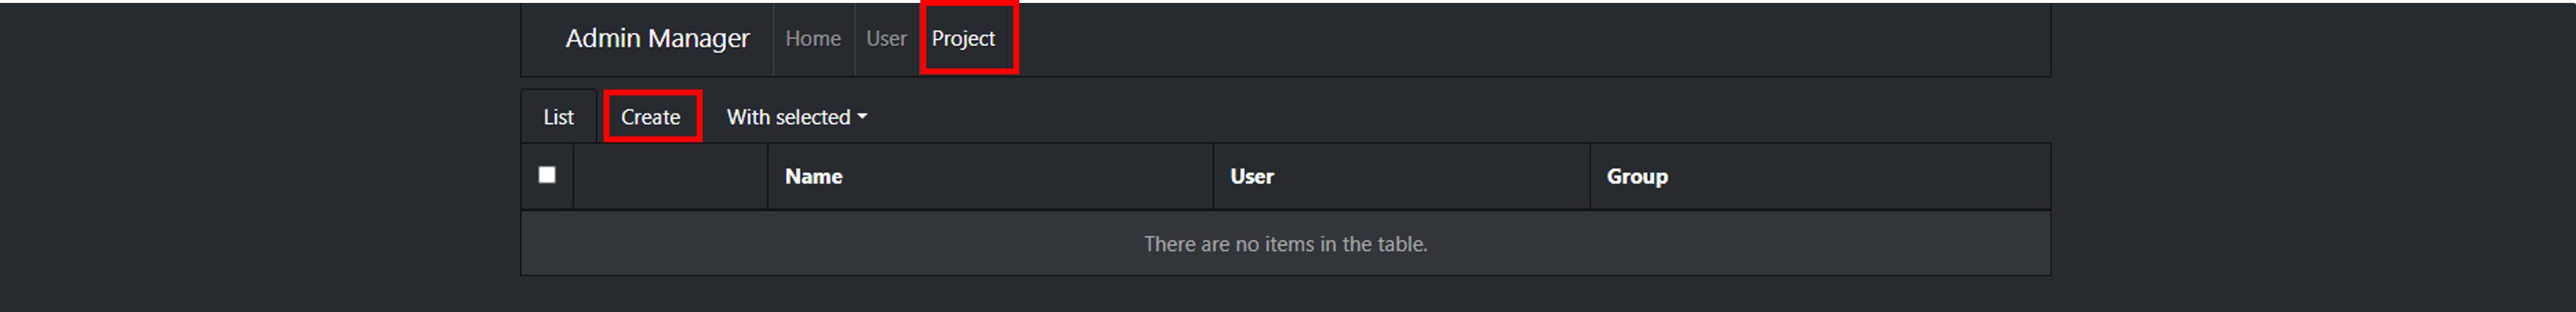 Admin Manager Home User Project
List Create With selected
Name User Group
There are no items in the table.